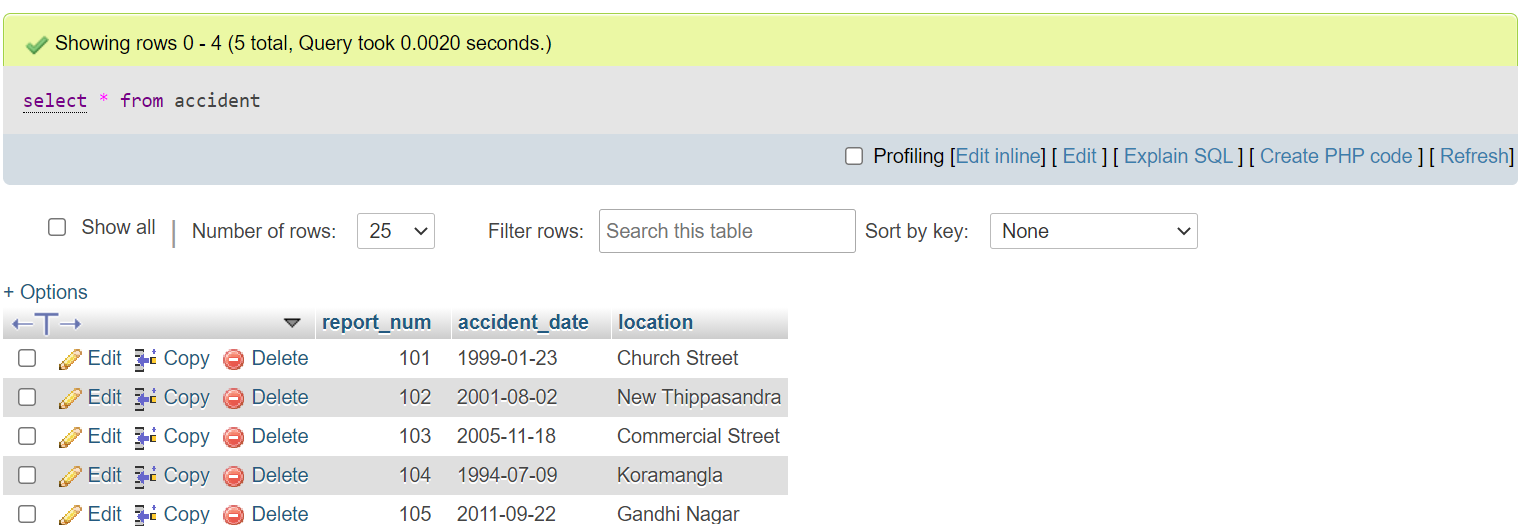 Showing rows 0 - 4 (5 total, Query took 0.0020 seconds.)
select * from accident
Profiling [Edit inline] [ Edit ] [ Explain SQL ] [ Create PHP code ] [ Refresh]
Show all | Number of rows: 25 Filter rows: Search this table Sort by key: None
+ Options
report_num accident_date location
Edit Copy Delete 101 1999-01-23 Church Street
Edit Copy Delete 102 2001-08-02 New Thippasandra
Edit Copy Delete 103 2005-11-18 Commercial Street
Edit Copy Delete 104 1994-07-09 Koramangla
Edit Copy Delete 105 2011-09-22 Gandhi Nagar